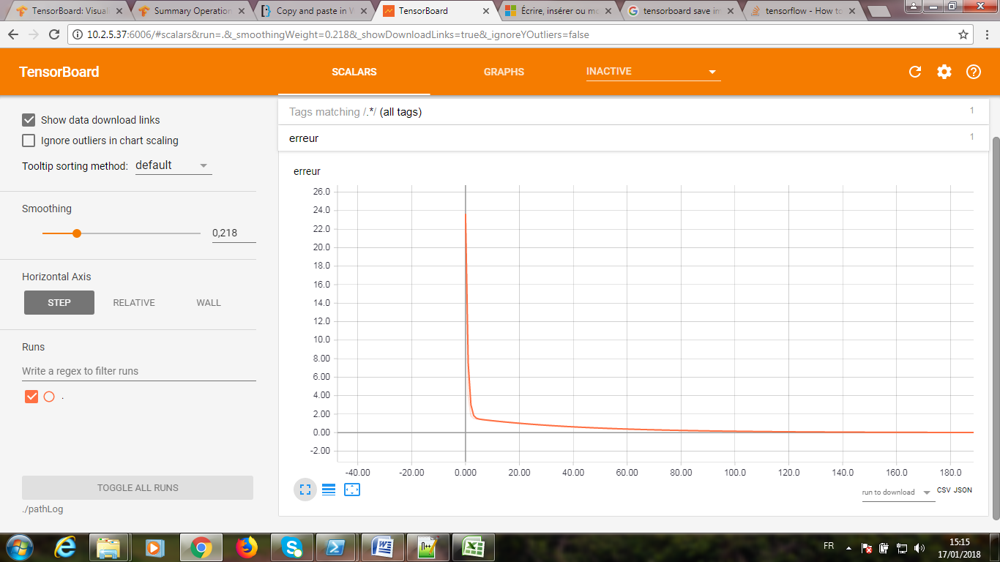 TensorBoard: Visuali
Summary Operation
Copy and paste in W
TensorBoard
Écrire, insérer ou mo
tensorboard save im
tensorflow - How to
10.2.5.37:6006/#scalars&run=.&_smoothingWeight=0.218&_showDownloadLinks=true&_ignoreYOutliers=false
TensorBoard
SCALARS
GRAPHS
INACTIVE
Show data download links
Ignore outliers in chart scaling
Tooltip sorting method: default
Smoothing
0,218
Horizontal Axis
STEP RELATIVE WALL
Runs
Write a regex to filter runs
.
TOGGLE ALL RUNS
./pathLog
Tags matching /.*/ (all tags) 1
erreur 1
erreur
26.0
24.0
22.0
20.0
18.0
16.0
14.0
12.0
10.0
8.00
6.00
4.00
2.00
0.00
-2.00
-40.00 -20.00 0.000 20.00 40.00 60.00 80.00 100.0 120.0 140.0 160.0 180.0
run to download CSV JSON
FR
15:15
17/01/2018